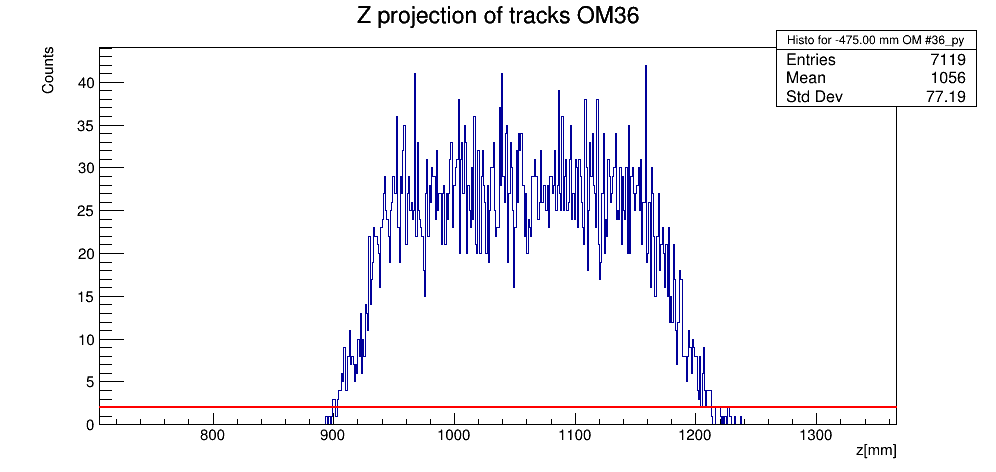 Z projection of tracks OM36
Histo for -475.00 mm OM #36_py
Entries 7119
Mean 1056
Std Dev 77.19
Counts
40
35
30
25
20
15
10
5
0
800 900 1000 1100 1200 1300
z[mm]